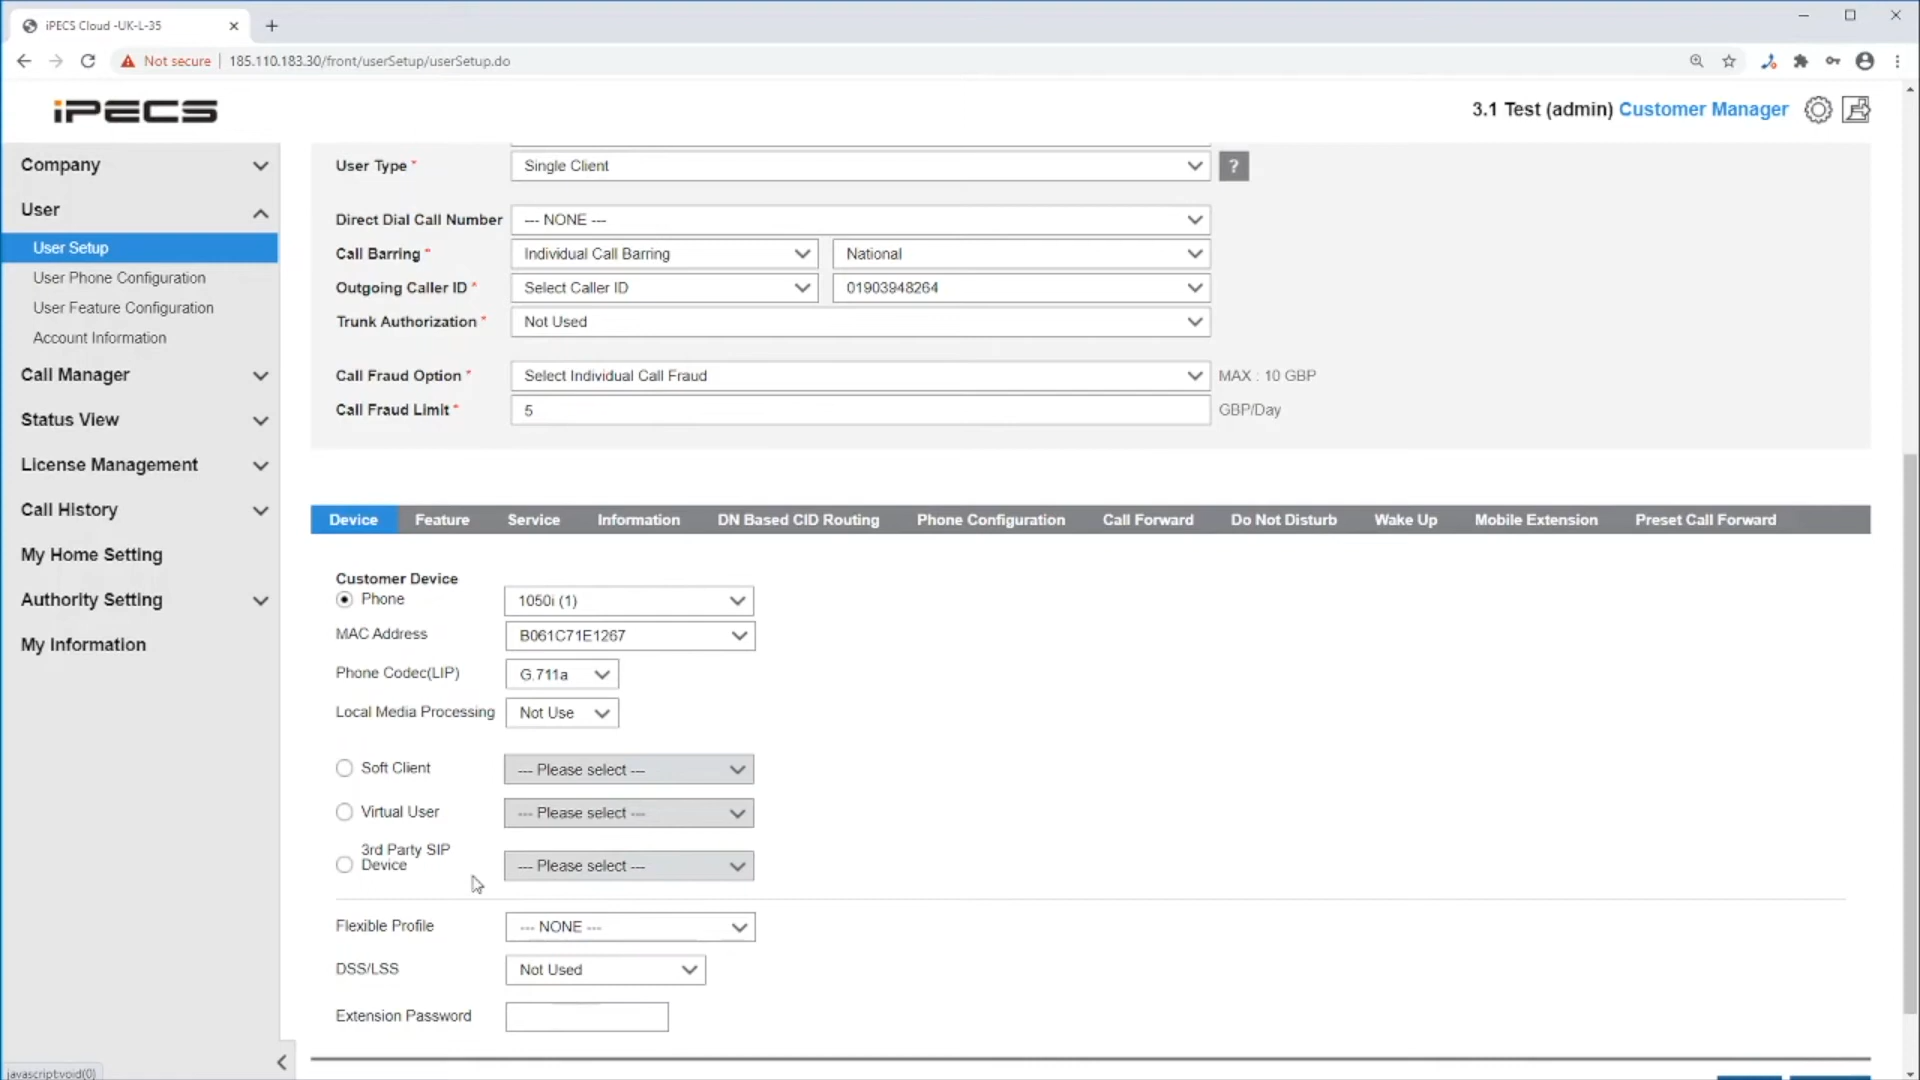 iPECS Cloud -UK-L-35
Not secure
185.110.183.30/front/userSetup/userSetup.do
iPECS
3.1 Test (admin) Customer Manager
Company
User
User Setup
User Phone Configuration
User Feature Configuration
Account Information
Call Manager
Status View
License Management
Call History
My Home Setting
Authority Setting
My Information
User Type * Single Client ?
Direct Dial Call Number --- NONE ---
Call Barring * Individual Call Barring National
Outgoing Caller ID * Select Caller ID 01903948264
Trunk Authorization * Not Used
Call Fraud Option * Select Individual Call Fraud MAX : 10 GBP
Call Fraud Limit * 5 GBP/Day
Device Feature Service Information DN Based CID Routing Phone Configuration Call Forward Do Not Disturb Wake Up Mobile Extension Preset Call Forward
Customer Device
Phone 1050i (1)
MAC Address B061C71E1267
Phone Codec(LIP) G.711a
Local Media Processing Not Use
Soft Client --- Please select ---
Virtual User --- Please select ---
3rd Party SIP
Device --- Please select ---
Flexible Profile --- NONE ---
DSS/LSS Not Used
Extension Password
javascript:void(0)